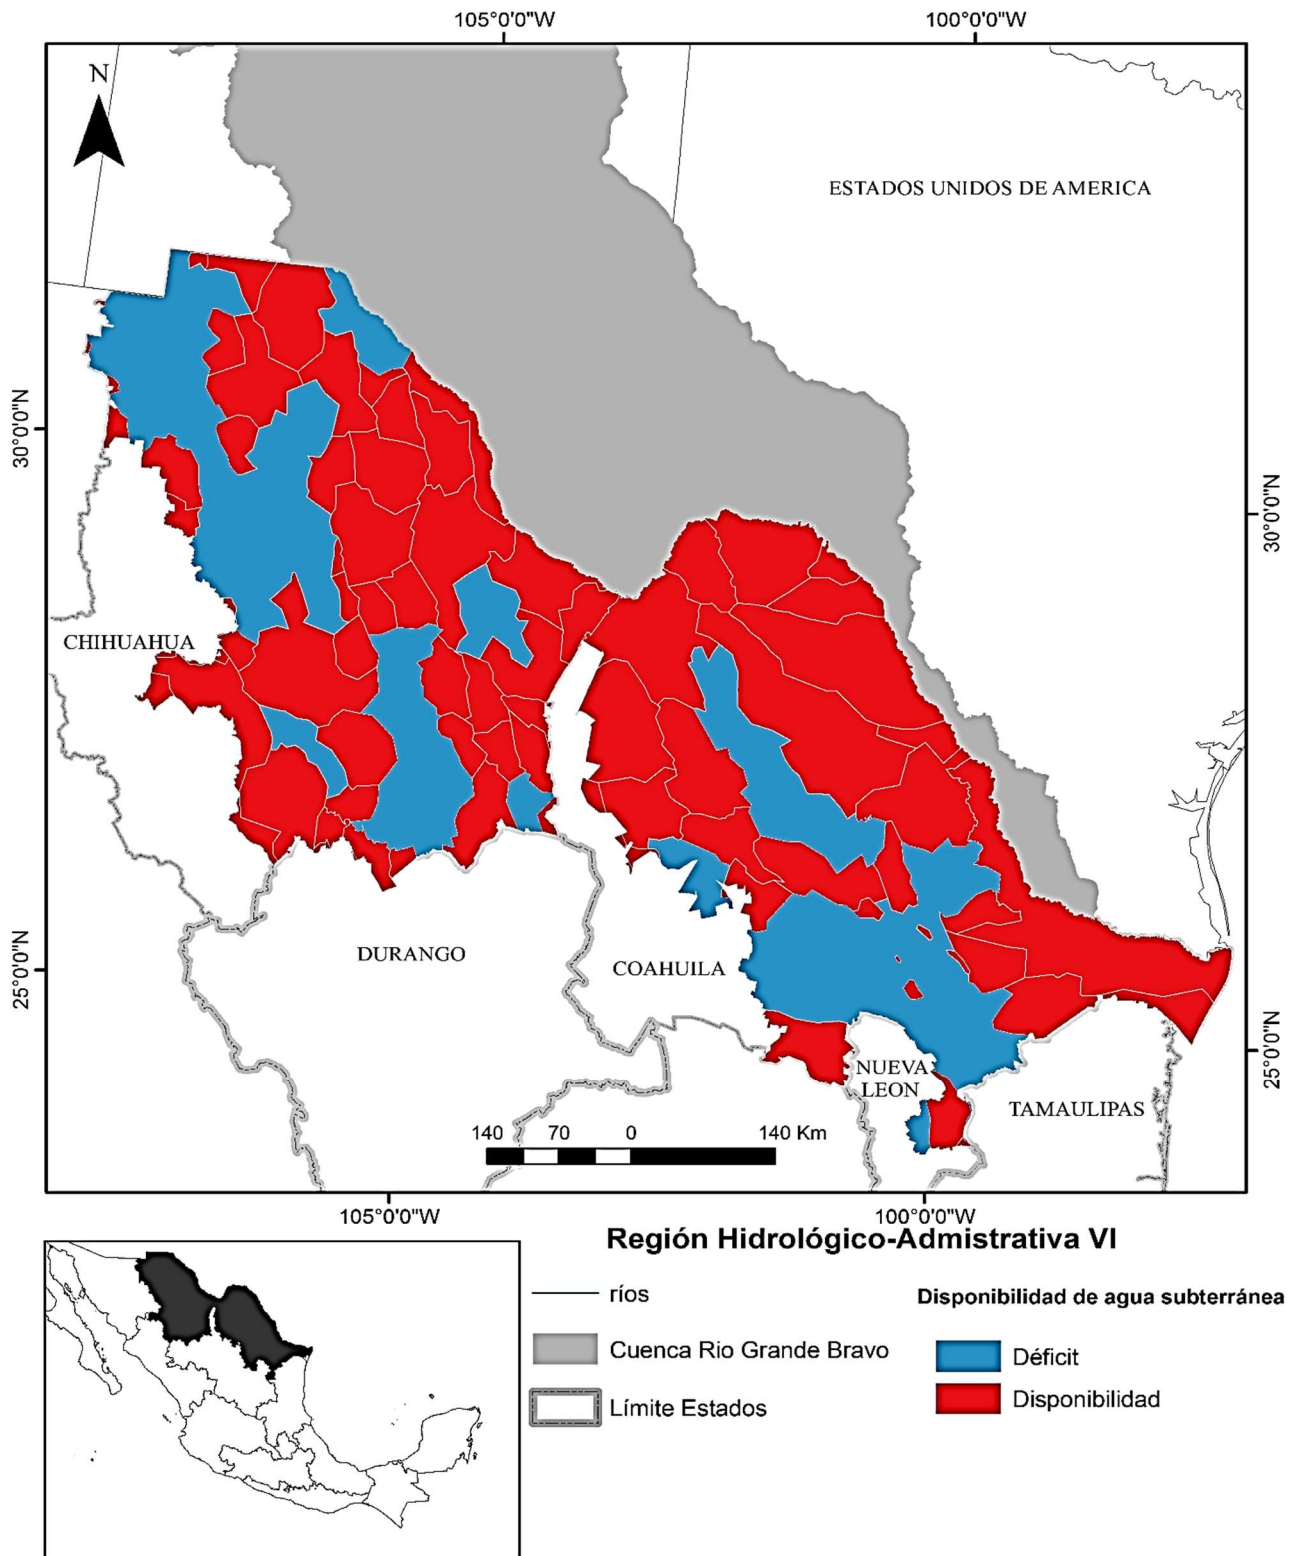 105°0'0"W
100°0'0"W
N
ESTADOS UNIDOS DE AMERICA
30°0'0"N
30°0'0"N
CHIHUAHUA
DURANGO
COAHUILA
25°0'0"N
25°0'0"N
NUEVA
LEON
TAMAULIPAS
140 70 0 140 Km
105°0'0"W
100°0'0"W
Región Hidrológico-Admistrativa VI
ríos
Cuenca Rio Grande Bravo
Límite Estados
Disponibilidad de agua subterránea
Déficit
Disponibilidad